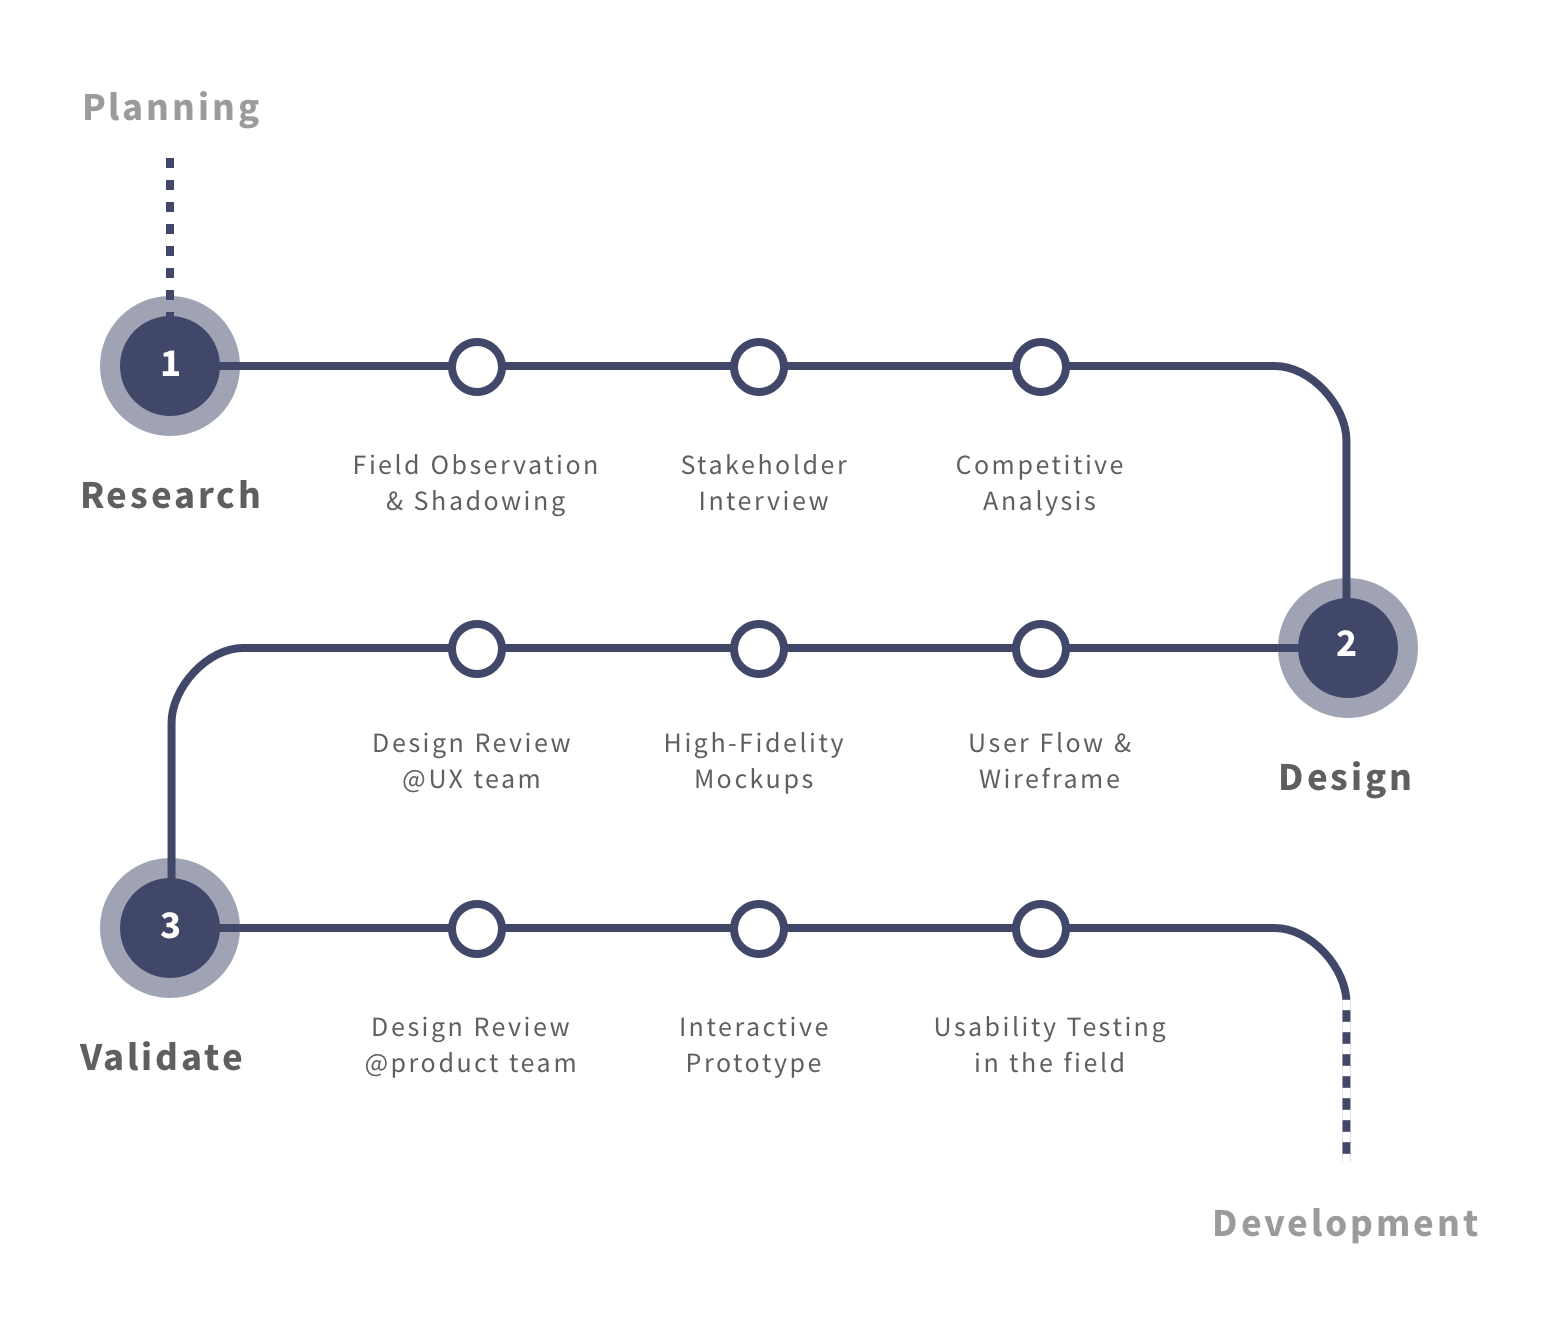 Planning
1
Research
Field Observation
& Shadowing
Stakeholder
Interview
Competitive
Analysis
2
Design
User Flow &
Wireframe
High-Fidelity
Mockups
Design Review
@UX team
3
Validate
Design Review
@product team
Interactive
Prototype
Usability Testing
in the field
Development